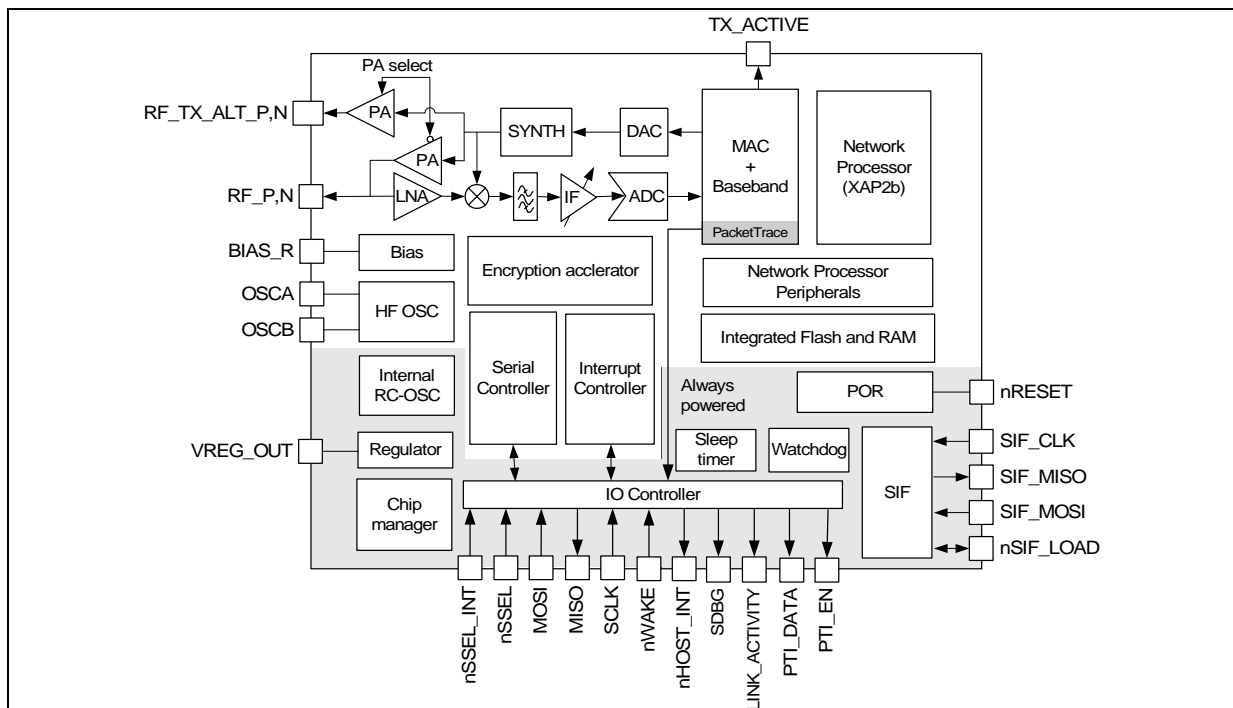 TX_ACTIVE
PA select
RF_TX_ALT_P,N
PA
SYNTH
DAC
MAC
+
Baseband
Network
Processor
(XAP2b)
PA
RF_P,N
LNA
IF
ADC
PacketTrace
BIAS_R
Bias
Encryption acclerator
Network Processor
Peripherals
OSCA
HF OSC
OSCB
Integrated Flash and RAM
Internal
RC-OSC
Serial
Controller
Interrupt
Controller
Always
powered
POR
nRESET
VREG_OUT
Regulator
Sleep
timer
Watchdog
SIF
SIF_CLK
SIF_MISO
SIF_MOSI
nSIF_LOAD
IO Controller
Chip
manager
nSSEL_INT
nSSEL
MOSI
MISO
SCLK
nWAKE
nHOST_INT
SDBG
LINK_ACTIVITY
PTI_DATA
PTI_EN